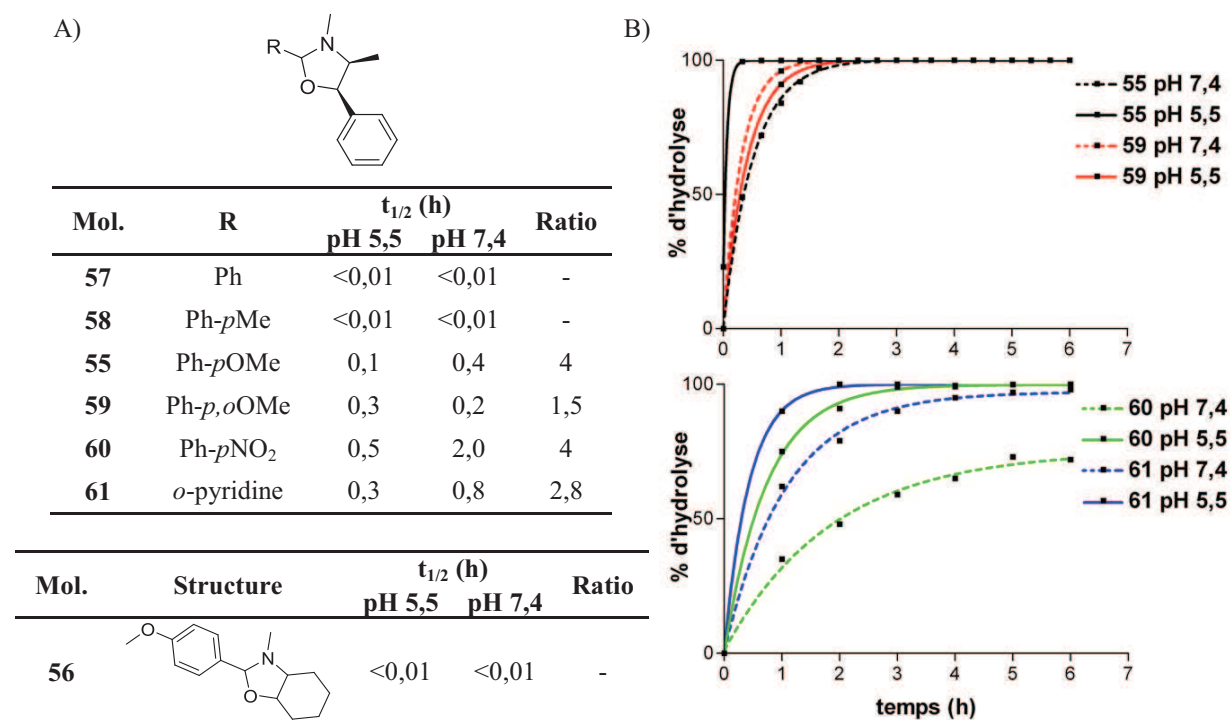 A)
R
N
O
Mol. R t1/2 (h) Ratio
pH 5,5 pH 7,4
57 Ph <0,01 <0,01 -
58 Ph-pMe <0,01 <0,01 -
55 Ph-pOMe 0,1 0,4 4
59 Ph-p,oOMe 0,3 0,2 1,5
60 Ph-pNO2 0,5 2,0 4
61 o-pyridine 0,3 0,8 2,8
Mol. Structure t1/2 (h) Ratio
pH 5,5 pH 7,4
O
N
O
56 <0,01 <0,01 -
B)
% d'hydrolyse
100
50
0
0 1 2 3 4 5 6 7
55 pH 7,4
55 pH 5,5
59 pH 7,4
59 pH 5,5
% d'hydrolyse
100
50
0
0 1 2 3 4 5 6 7
temps (h)
60 pH 7,4
60 pH 5,5
61 pH 7,4
61 pH 5,5